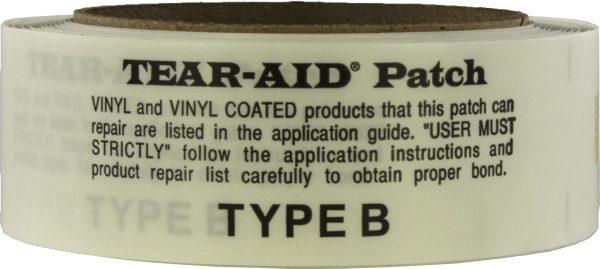 TEAR-AID® Patch
VINYL and VINYL COATED products that this patch can
repair are listed in the application guide. "USER MUST
STRICTLY" follow the application instructions and
product repair list carefully to obtain proper bond.
TYPE B